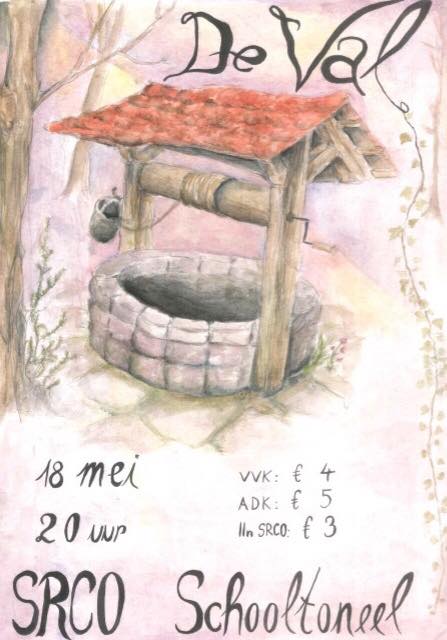 De Val
18 mei
20 uur
VVK: € 4
ADK: € 5
lln SRCO: € 3
SRCO Schooltoneel